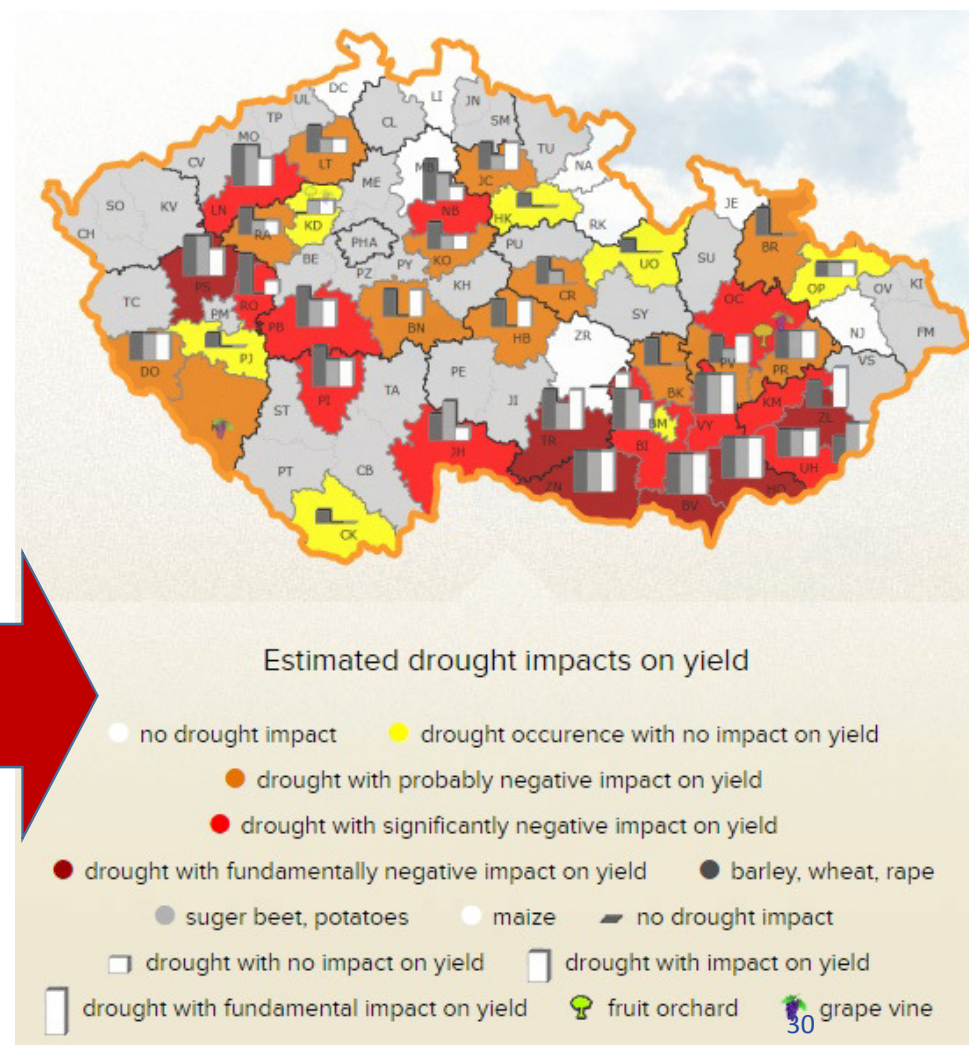 DC
LI
UL
JN
TP
CL
SM
MO
TU
LT
CV
NA
MB
JC
ME
SO
KV
LN
KD
NB
HK
JE
RK
CH
RA
BR
PHA
KO
PU
BE
UO
SU
PS
PZ
PY
OP
OV
KI
KH
CR
TC
RO
OC
PM
SY
PB
BN
HB
NJ
FM
ZR
PJ
DO
PV
PR
VS
TA
PE
BK
PI
ST
JI
KM
BM
VY
ZL
TR
BI
JH
UH
PT
CB
ZN
HO
BV
CK
Estimated drought impacts on yield
no drought impact drought occurence with no impact on yield
drought with probably negative impact on yield
drought with significantly negative impact on yield
drought with fundamentally negative impact on yield barley, wheat, rape
suger beet, potatoes maize no drought impact
drought with no impact on yield drought with impact on yield
drought with fundamental impact on yield fruit orchard grape vine
30